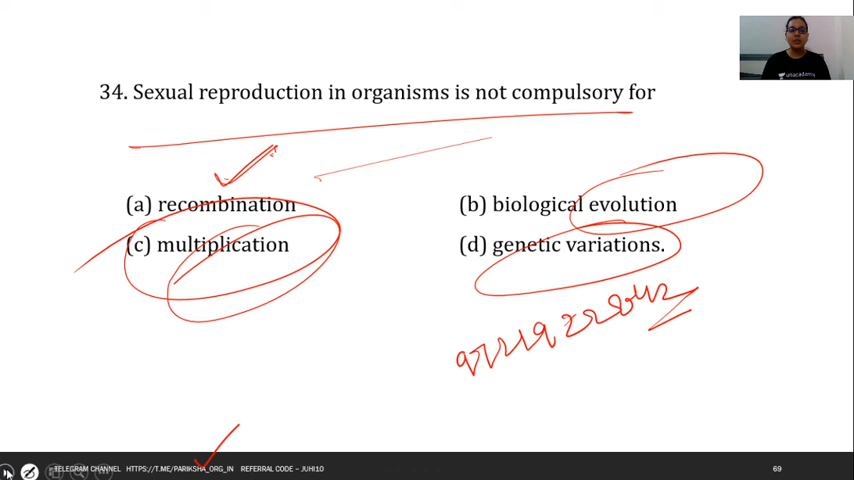 34. Sexual reproduction in organisms is not compulsory for
(a) recombination
(b) biological evolution
(c) multiplication
(d) genetic variations.
TELEGRAM CHANNEL HTTPS://T.ME/PARIKSHA_ORG_IN REFERRAL CODE – JUHI10
69